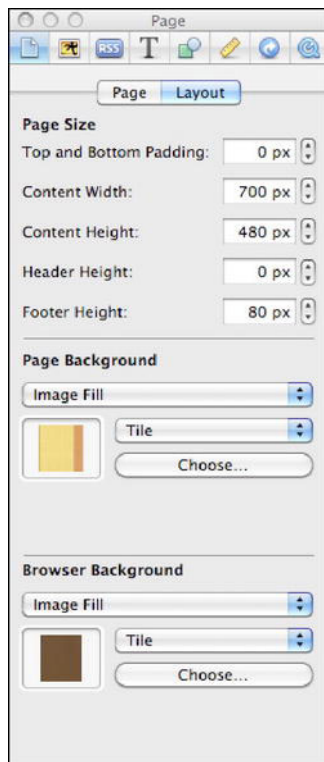 Page
RSS T
Page Layout
Page Size
Top and Bottom Padding: 0 px
Content Width: 700 px
Content Height: 480 px
Header Height: 0 px
Footer Height: 80 px
Page Background
Image Fill
Tile
Choose...
Browser Background
Image Fill
Tile
Choose...